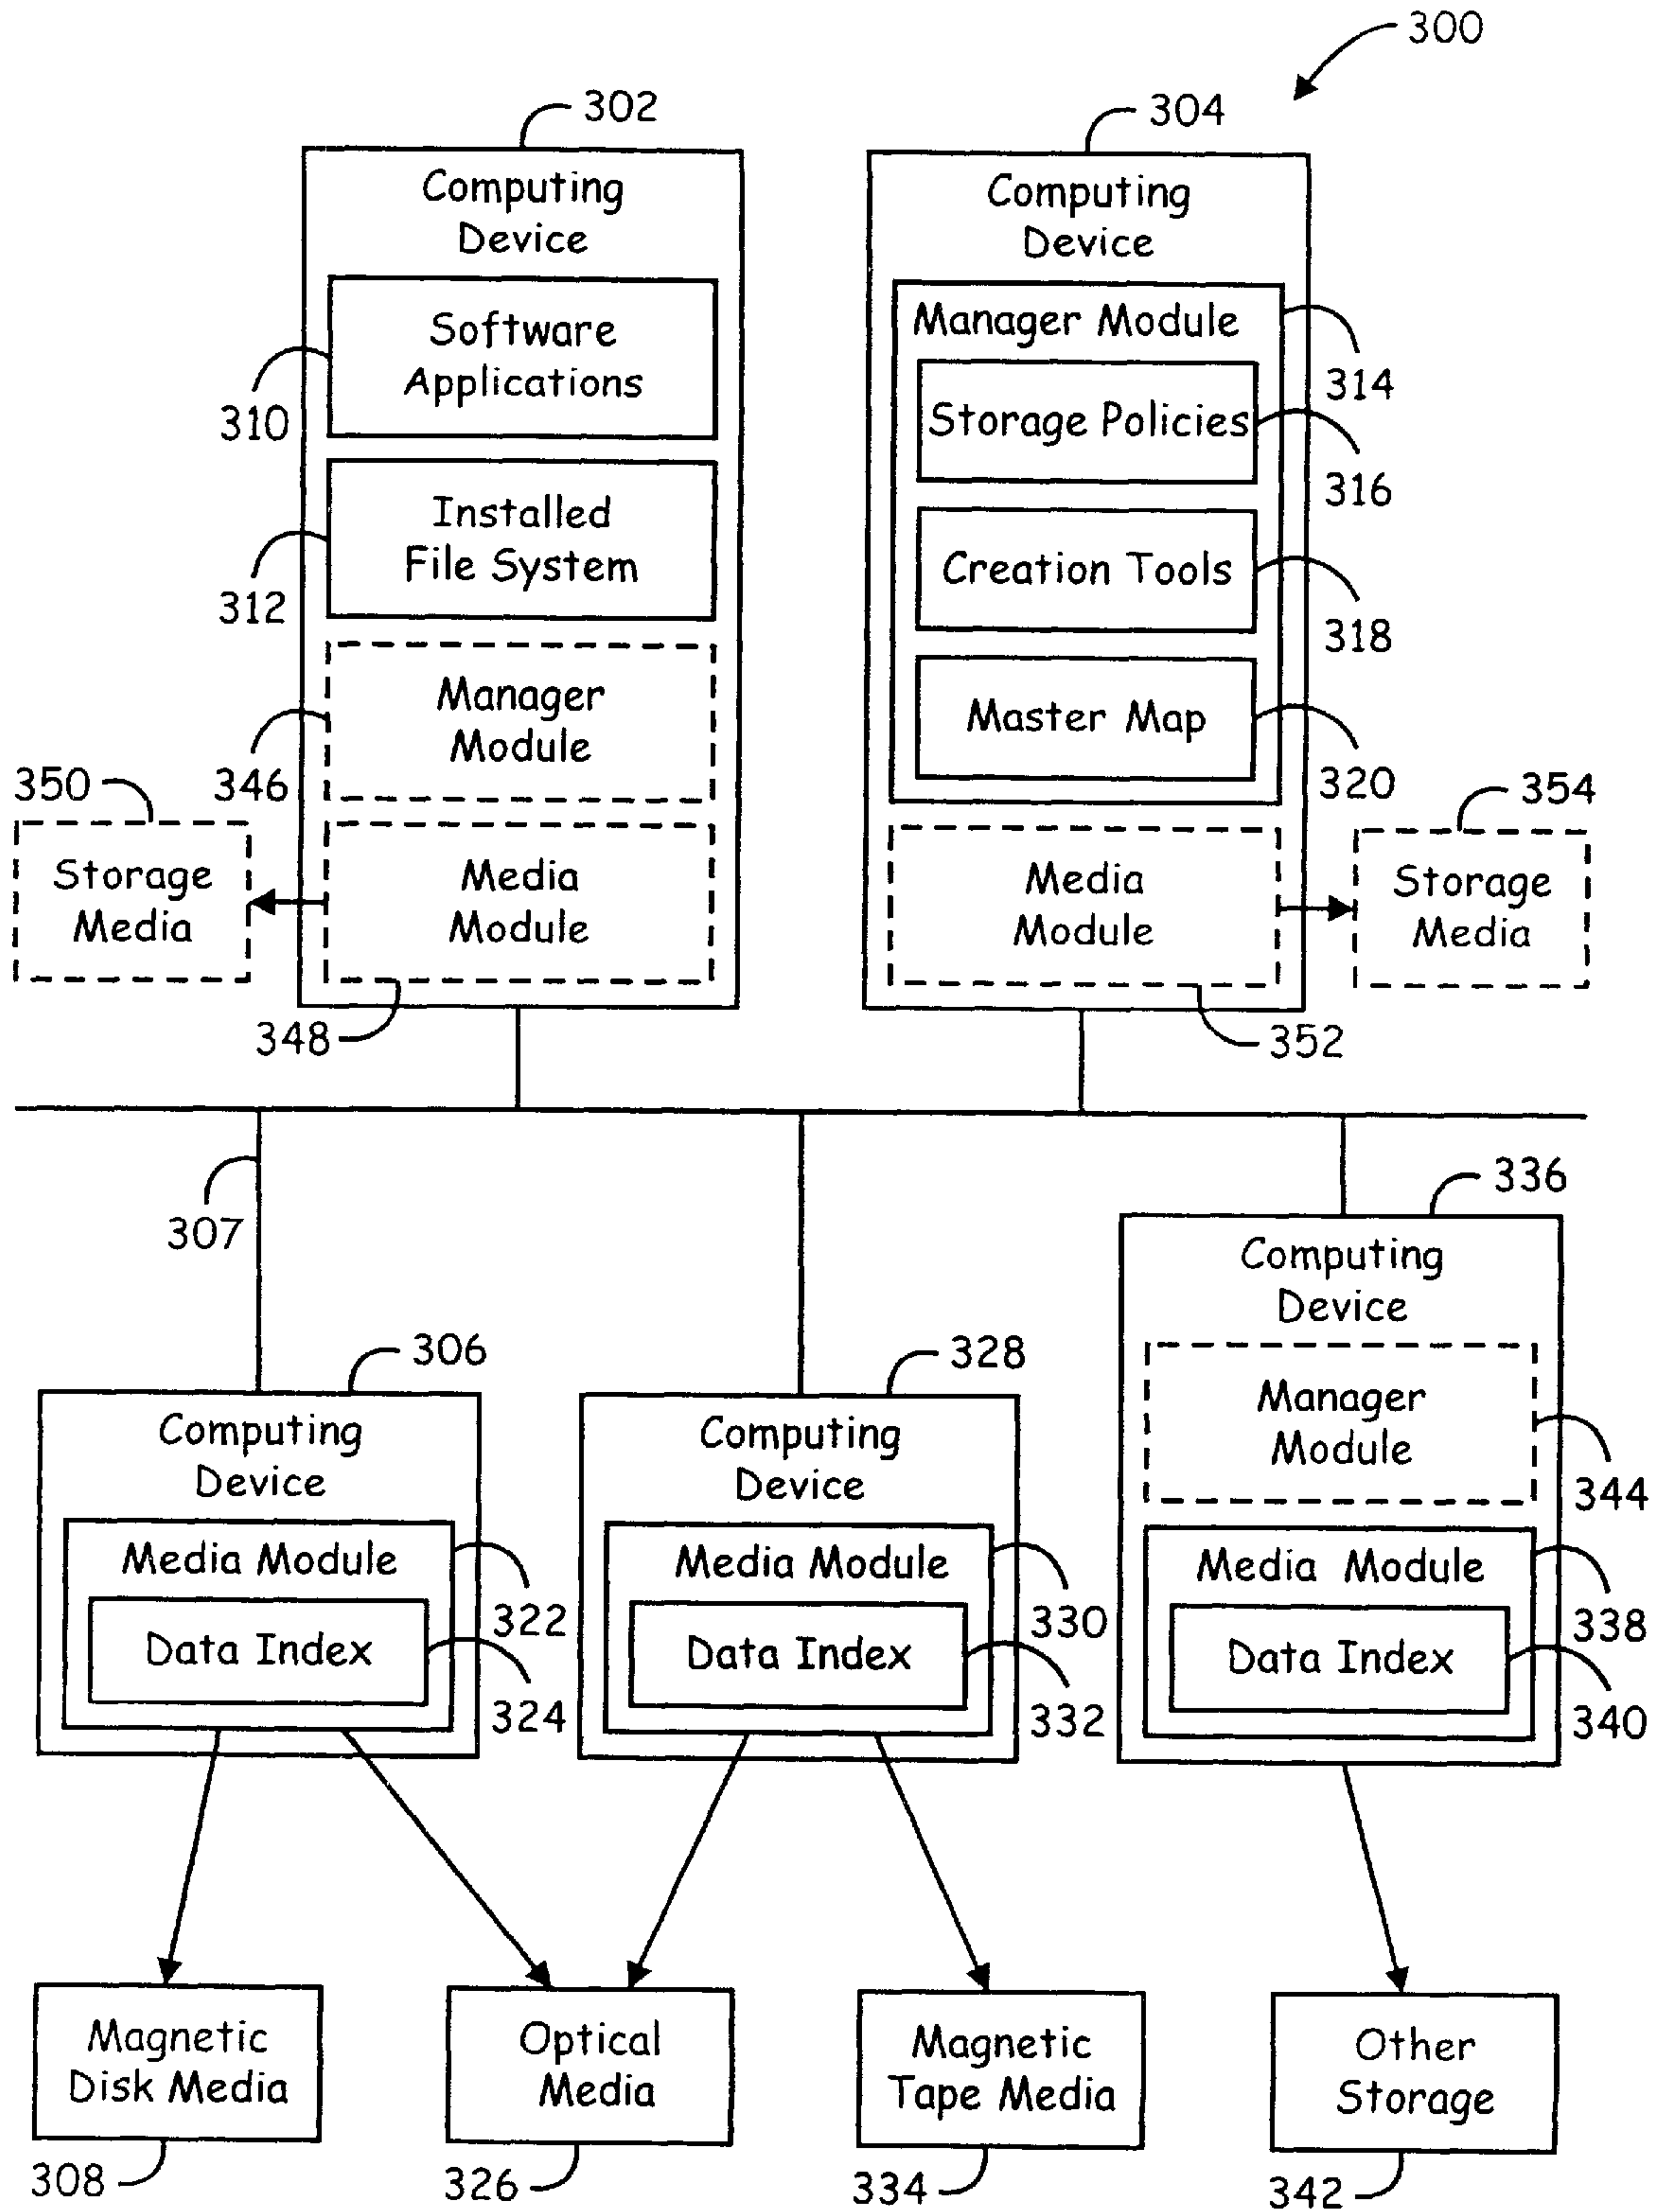 300
302
304
Computing
Device
Software
Applications
310
Installed
File System
312
Manager
Module
346
Media
Module
348
350
Storage
Media
Computing
Device
Manager Module
314
Storage Policies
316
Creation Tools
318
Master Map
320
Media
Module
352
354
Storage
Media
307
306
Computing
Device
Media Module
322
Data Index
324
328
Computing
Device
Media Module
330
Data Index
332
336
Computing
Device
Manager
Module
344
Media Module
338
Data Index
340
Magnetic
Disk Media
308
Optical
Media
326
Magnetic
Tape Media
334
Other
Storage
342